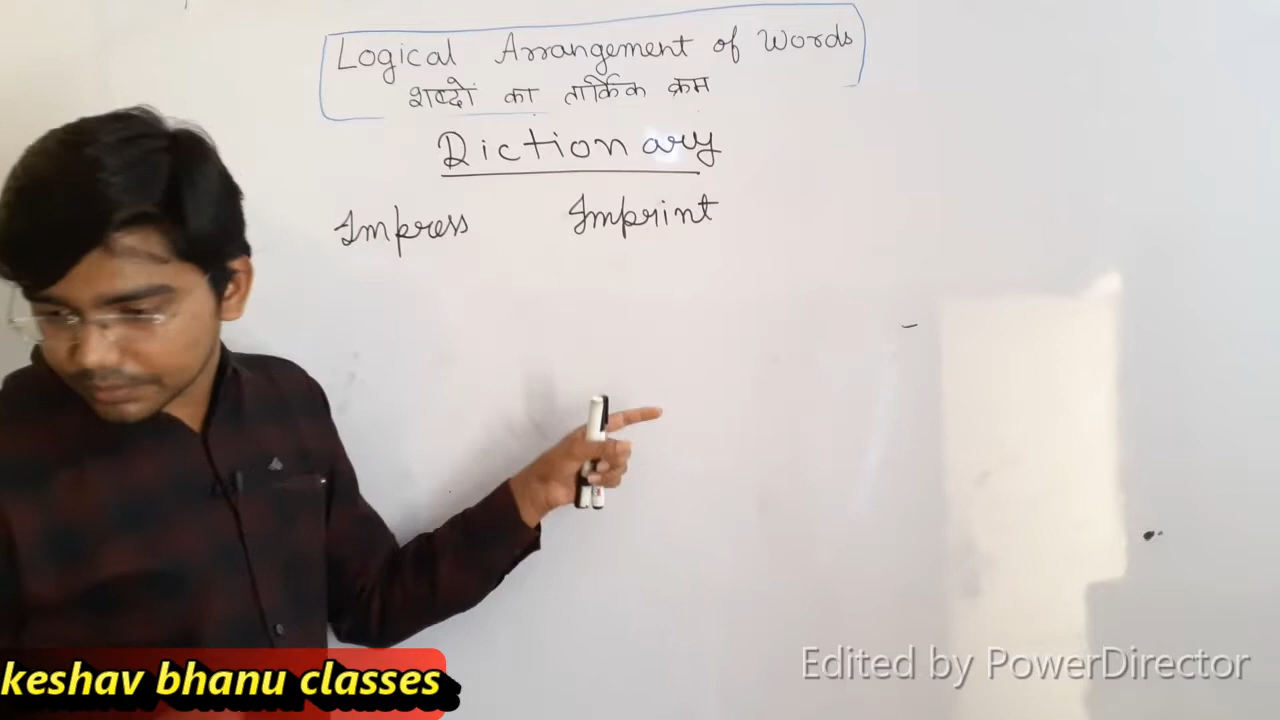 Logical Arrangement of Words
शब्दों का तार्किक क्रम
Dictionary
Impress Imprint
keshav bhanu classes
Edited by PowerDirector